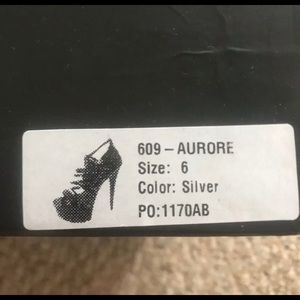 609 – AURORE
Size: 6
Color: Silver
PO:1170AB